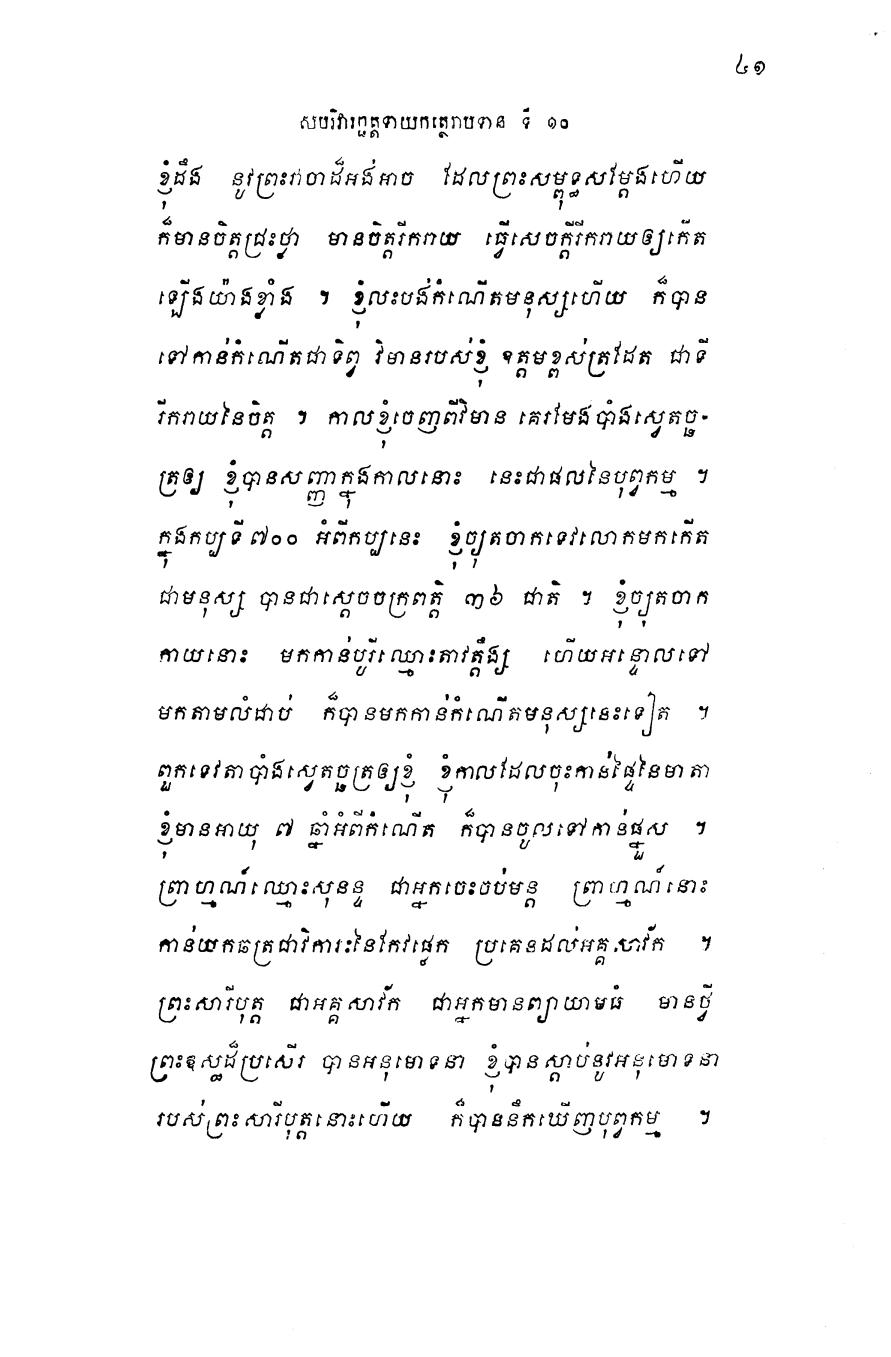 ៤១
សបរិវារច្ឆត្តទាយកត្ថេរាបទាន ទី ១០
ខ្ញុំដឹង នូវព្រះវាចាដ៏អង់អាច ដែលព្រះសម្ពុទ្ធសម្ដែងហើយ
ក៏មានចិត្តជ្រះថ្លា មានចិត្តរីករាយ ធ្វើសេចក្ដីរីករាយឲ្យកើត
ឡើងយ៉ាងខ្លាំង ។ ខ្ញុំលះបង់កំណើតមនុស្សហើយ ក៏បាន
ទៅកាន់កំណើតជាទិព្វ វិមានរបស់ខ្ញុំ ឧត្តមខ្ពស់ត្រដែត ជាទី
រីករាយនៃចិត្ត ។ កាលខ្ញុំចេញពីវិមាន គេរមែងបាំងស្វេតច្ឆ-
ត្រឲ្យ ខ្ញុំបានសញ្ញាក្នុងកាលនោះ នេះជាផលនៃបុព្វកម្ម ។
ក្នុងកប្បទី ៧០០ អំពីកប្បនេះ ខ្ញុំច្យុតចាកទេវលោកមកកើត
ជាមនុស្ស បានជាស្ដេចចក្រពត្តិ ៣៦ ជាតិ ។ ខ្ញុំច្យុតចាក
កាយនោះ មកកាន់បូរីឈ្មោះតាវត្តឹង្ស ហើយអន្ទោលទៅ
មកតាមលំដាប់ ក៏បានមកកាន់កំណើតមនុស្សនេះទៀត ។
ពួកទេវតាបាំងស្វេតច្ឆត្រឲ្យខ្ញុំ ខ្ញុំកាលដែលចុះកាន់ផ្ទៃនៃមាតា
ខ្ញុំមានអាយុ ៧ ឆ្នាំអំពីកំណើត ក៏បានចូលទៅកាន់ផ្នួស ។
ព្រាហ្មណ៍ឈ្មោះសុនន្ទ ជាអ្នកចេះចប់មន្ត ព្រាហ្មណ៍នោះ
កាន់យកឆត្រជាវិការៈនៃកែវផ្លេក ប្រគេនដល់អគ្គសាវ័ក ។
ព្រះសារីបុត្ត ជាអគ្គសាវ័ក ជាអ្នកមានព្យាយាមធំ មានថ្វី
ព្រះឧស្ឋដ៏ប្រសើរ បានអនុមោទនា ខ្ញុំបានស្ដាប់នូវអនុមោទនា
របស់ព្រះសារីបុត្តនោះហើយ ក៏បាននឹកឃើញបុព្វកម្ម ។